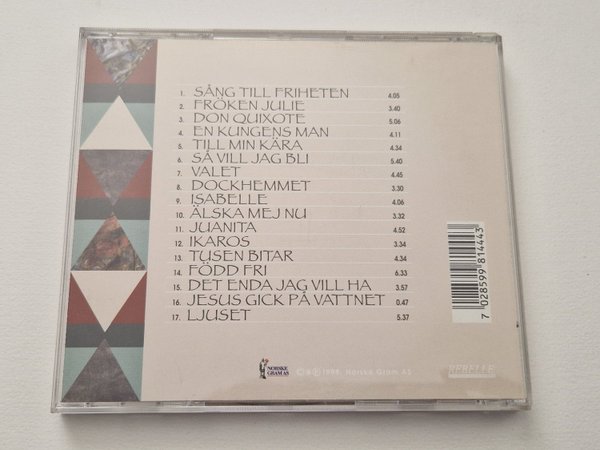 1. SÅNG TILL FRIHETEN 4.05
2. FRÖKEN JULIE 3.40
3. DON QUIXOTE 5.06
4. EN KUNGENS MAN 4.11
5. TILL MIN KÄRA 4.34
6. SÅ VILL JAG BLI 5.40
7. VALET 4.45
8. DOCKHEMMET 3.30
9. ISABELLE 4.06
10. ÄLSKA MEJ NU 3.32
11. JUANITA 4.52
12. IKAROS 3.34
13. TUSEN BITAR 4.34
14. FÖDD FRI 6.33
15. DET ENDA JAG VILL HA 3.57
16. JESUS GICK PÅ VATTNET 0.47
17. LJUSET 5.37
7 028599 814443
NORSKE
GRAM AS
Norske Gram AS
REBELLE